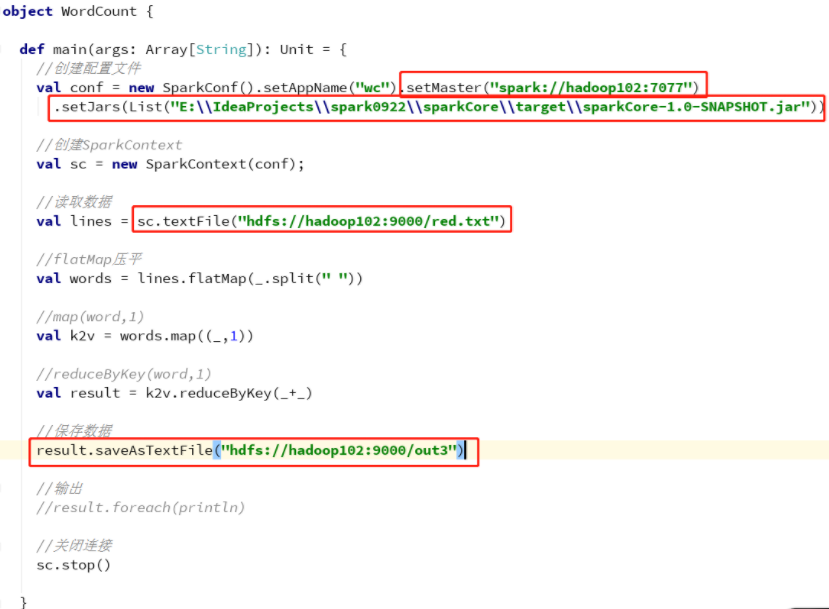 object WordCount {
def main(args: Array[String]): Unit = {
//创建配置文件
val conf = new SparkConf().setAppName("wc").setMaster("spark://hadoop102:7077")
.setJars(List("E:\\IdeaProjects\\spark0922\\sparkCore\\target\\sparkCore-1.0-SNAPSHOT.jar"))
//创建SparkContext
val sc = new SparkContext(conf);
//读取数据
val lines = sc.textFile("hdfs://hadoop102:9000/red.txt")
//flatMap压平
val words = lines.flatMap(_.split(" "))
//map(word,1)
val k2v = words.map((_,1))
//reduceByKey(word,1)
val result = k2v.reduceByKey(_+_)
//保存数据
result.saveAsTextFile("hdfs://hadoop102:9000/out3")
//输出
//result.foreach(println)
//关闭连接
sc.stop()
}